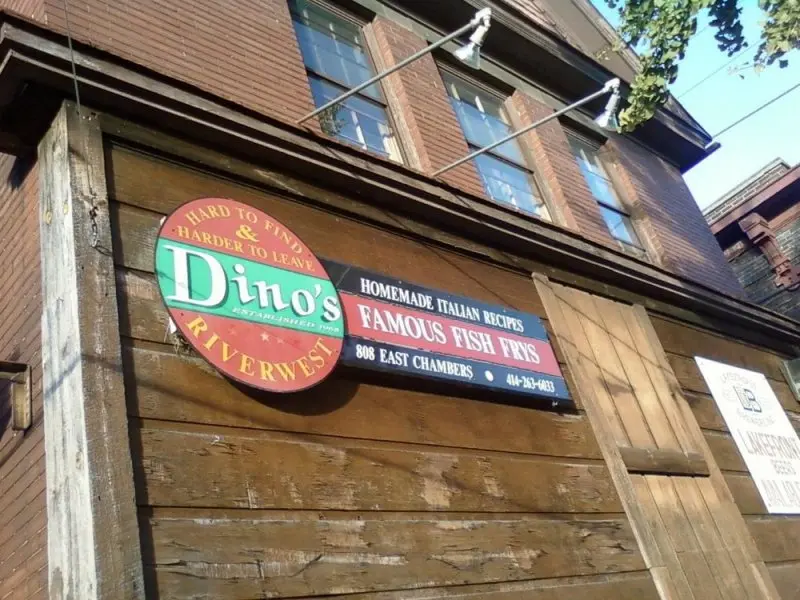 HARD TO FIND
&
HARDER TO LEAVE
Dino's
ESTABLISHED 1968
RIVERWEST
HOMEMADE ITALIAN RECIPES
FAMOUS FISH FRYS
808 EAST CHAMBERS • 414-263-6033
LAKEFRONT
BEERS